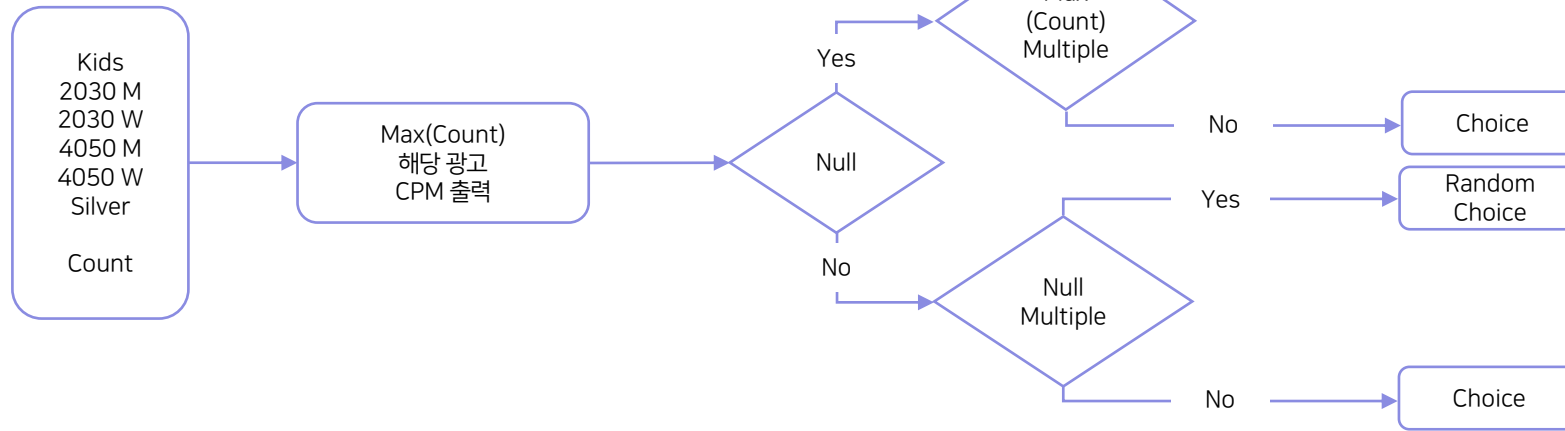 Kids
2030 M
2030 W
4050 M
4050 W
Silver
Count
Max(Count)
해당 광고
CPM 출력
Null
Yes
No
(Count)
Multiple
No
Choice
Null
Multiple
Yes
Random
Choice
No
Choice